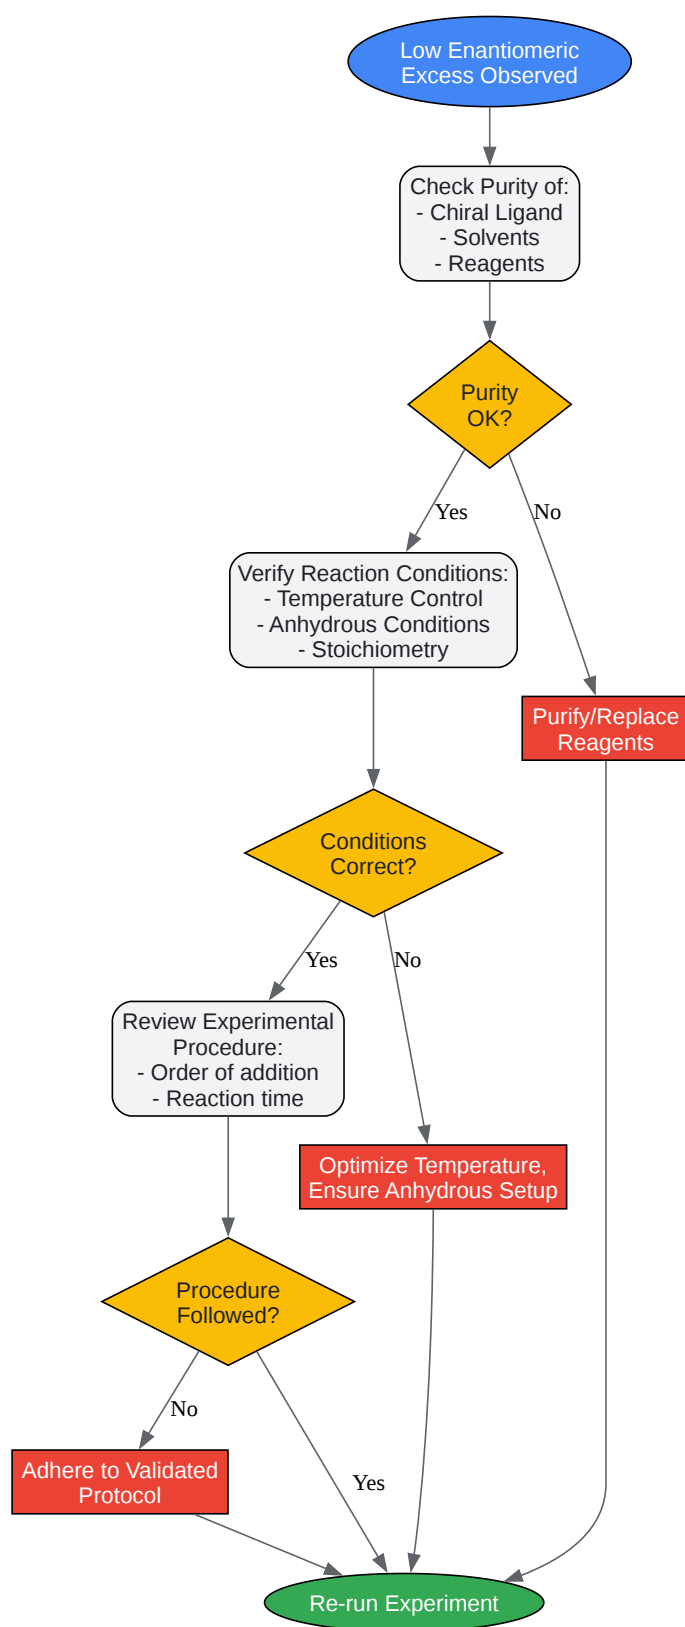 Low Enantiomeric
Excess Observed
Check Purity of:
- Chiral Ligand
- Solvents
- Reagents
Purity
OK?
Yes
No
Verify Reaction Conditions:
- Temperature Control
- Anhydrous Conditions
- Stoichiometry
Purify/Replace
Reagents
Conditions
Correct?
Yes
No
Review Experimental
Procedure:
- Order of addition
- Reaction time
Optimize Temperature,
Ensure Anhydrous Setup
Procedure
Followed?
No
Yes
Adhere to Validated
Protocol
Re-run Experiment